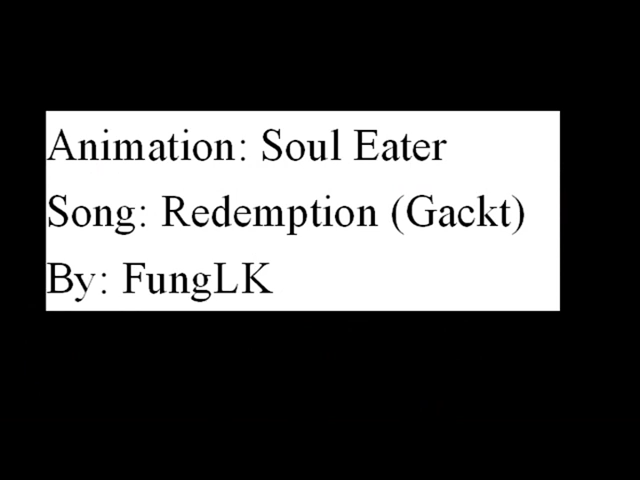 Animation: Soul Eater
Song: Redemption (Gackt)
By: FungLK